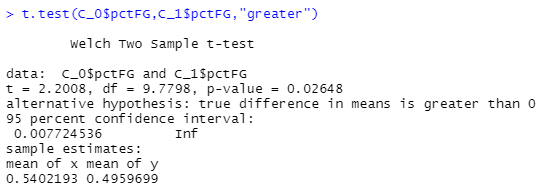 > t.test(C_0$pctFG,C_1$pctFG,"greater")
Welch Two Sample t-test
data:  C_0$pctFG and C_1$pctFG
t = 2.2008, df = 9.7798, p-value = 0.02648
alternative hypothesis: true difference in means is greater than 0
95 percent confidence interval:
 0.007724536         Inf
sample estimates:
mean of x mean of y
0.5402193 0.4959699